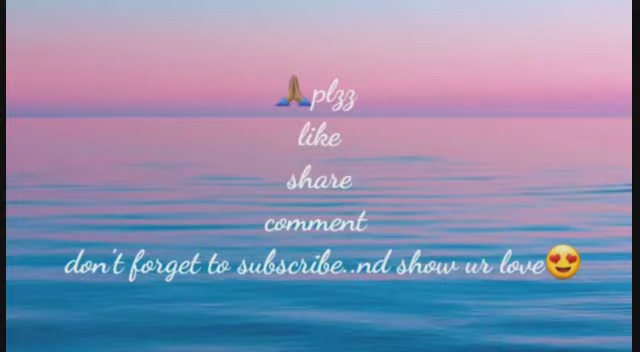 🙏plzz
like
share
comment
don't forget to subscribe..nd show ur love😍